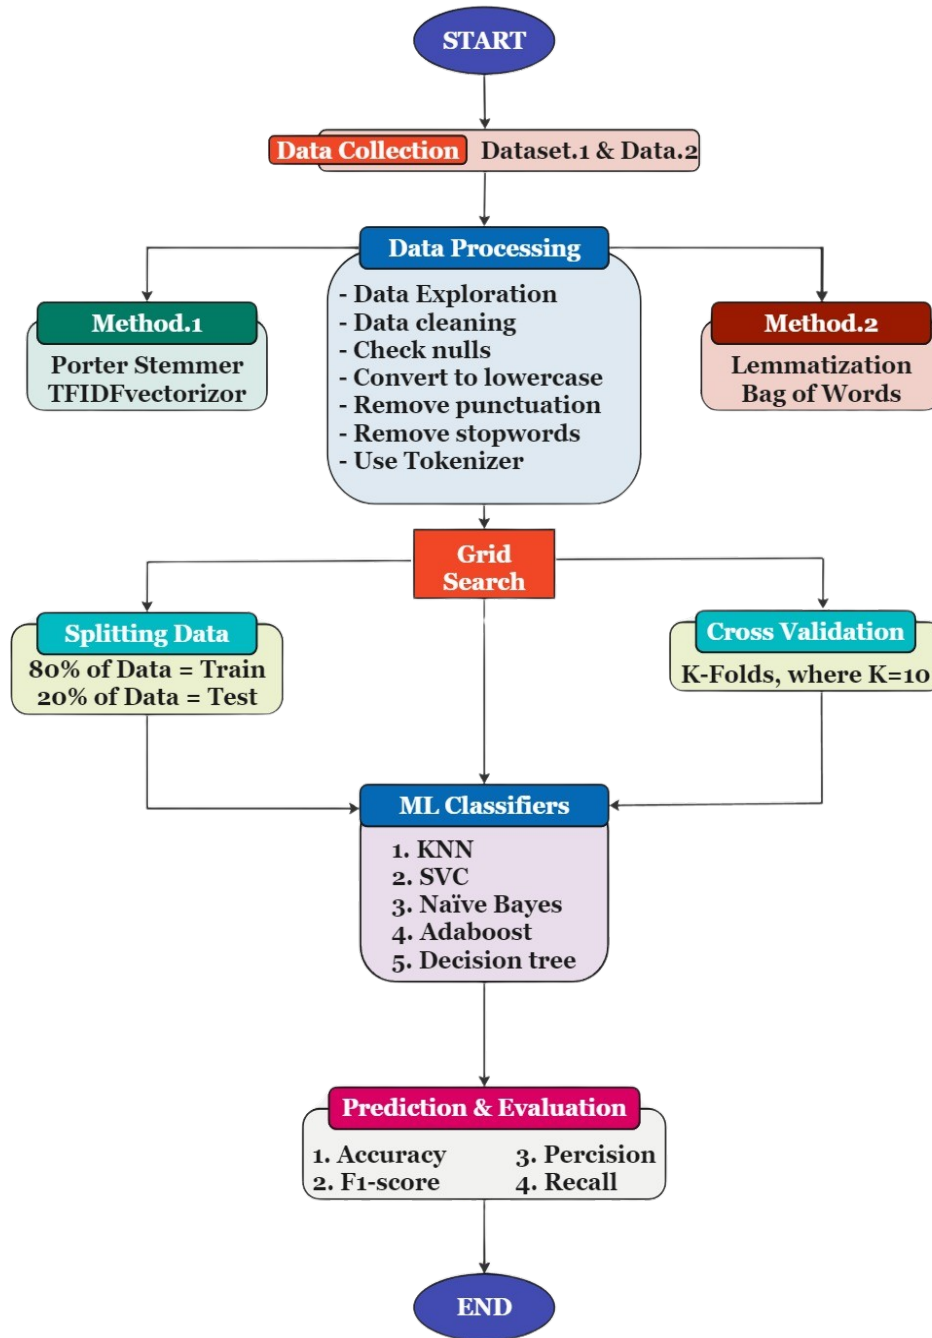 START
Data Collection Dataset.1 & Data.2
Data Processing
- Data Exploration
- Data cleaning
- Check nulls
- Convert to lowercase
- Remove punctuation
- Remove stopwords
- Use Tokenizer
Method.1
Porter Stemmer
TFIDFvectorizor
Method.2
Lemmatization
Bag of Words
Grid
Search
Splitting Data
80% of Data = Train
20% of Data = Test
Cross Validation
K-Folds, where K=10
ML Classifiers
1. KNN
2. SVC
3. Naïve Bayes
4. Adaboost
5. Decision tree
Prediction & Evaluation
1. Accuracy
2. F1-score
3. Percision
4. Recall
END